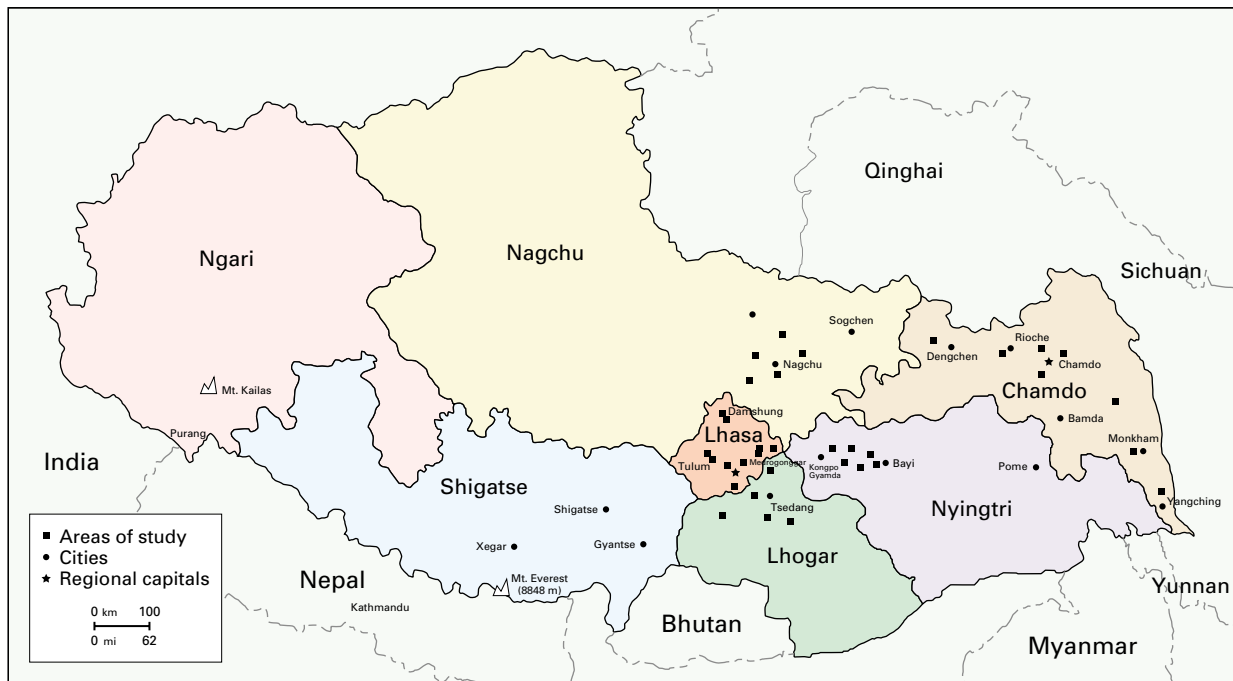 Qinghai
Sichuan
Ngari
Nagchu
Sogchen
Nagchu
Rioche
Dengchen
Chamdo
Chamdo
Mt. Kailas
Damshung
Bamda
Lhasa
Purang
Monkham
India
Tulum
Medrogonggar
Kongpo
Gyamda
Bayi
Pome
Shigatse
Yangching
Shigatse
Tsedang
Nyingtri
Areas of study
Cities
Regional capitals
Xegar
Gyantse
Lhogar
Nepal
Mt. Everest
(8848 m)
Kathmandu
Yunnan
0 km 100
0 mi 62
Bhutan
Myanmar